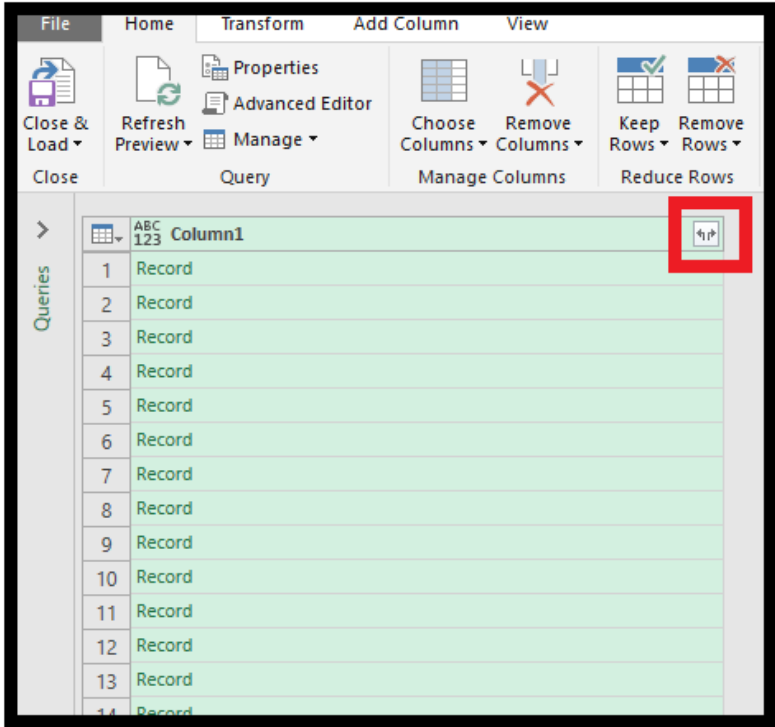 File Home Transform Add Column View
Properties
Advanced Editor
Manage
Close & Load
Refresh Preview
Choose Columns
Remove Columns
Keep Rows
Remove Rows
Close Query Manage Columns Reduce Rows
Queries
ABC 123 Column1
1 Record
2 Record
3 Record
4 Record
5 Record
6 Record
7 Record
8 Record
9 Record
10 Record
11 Record
12 Record
13 Record
14 Record